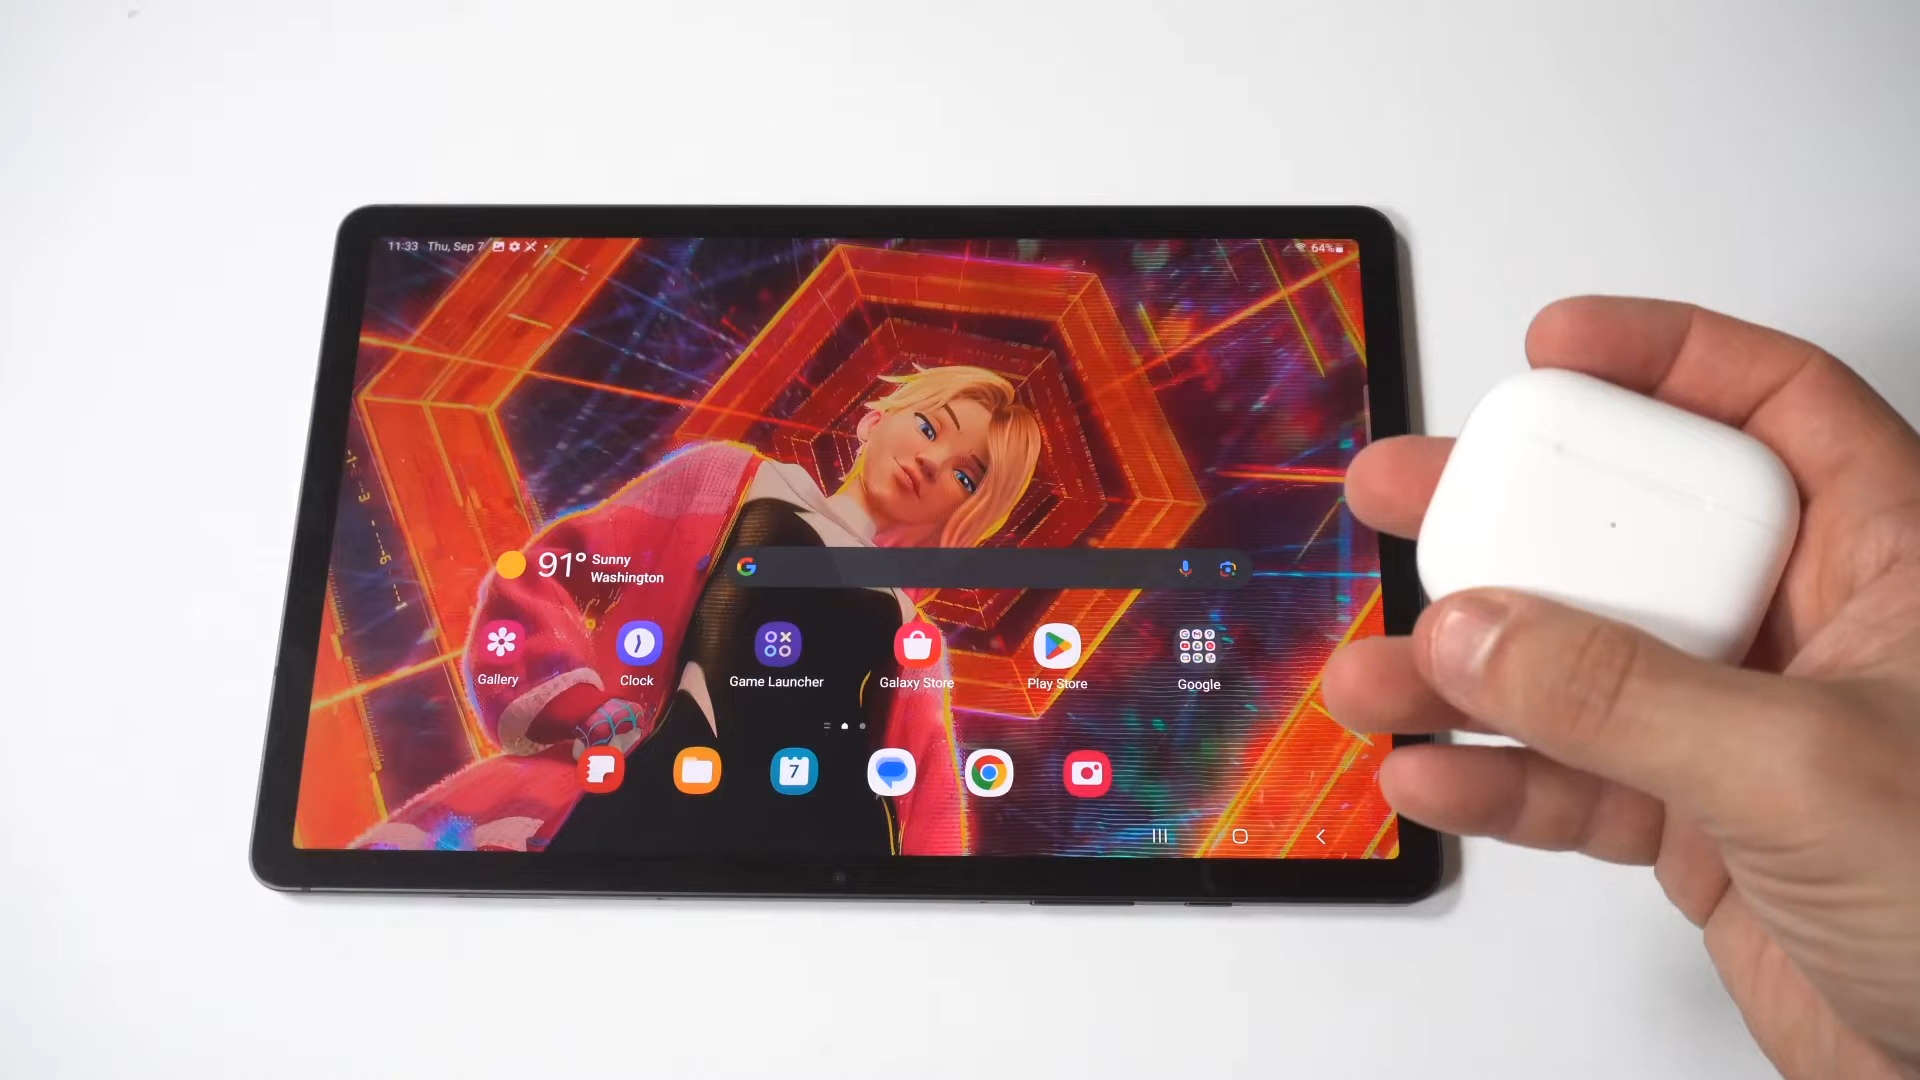 11:33 Thu, Sep 7
64%
91° Sunny
Washington
Gallery
Clock
Game Launcher
Galaxy Store
Play Store
Google
7